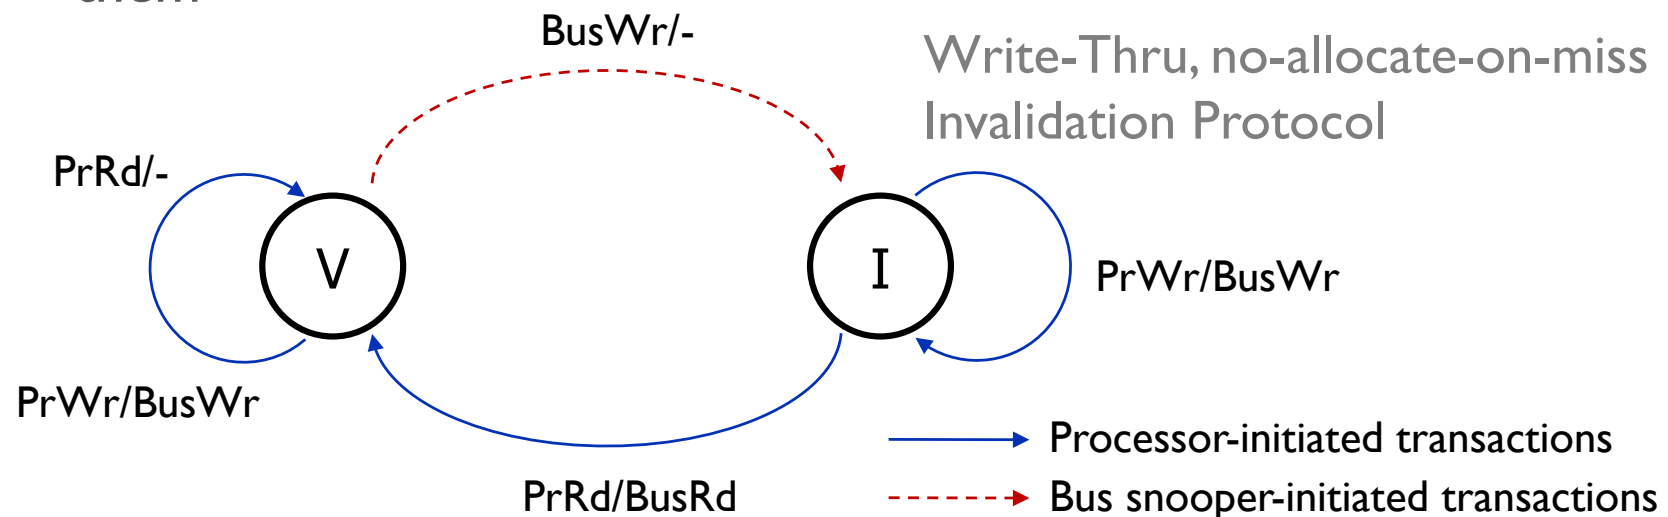 BusWr/-
Write-Thru, no-allocate-on-miss
Invalidation Protocol
PrRd/-
V
I
PrWr/BusWr
PrWr/BusWr
Processor-initiated transactions
PrRd/BusRd
Bus snooper-initiated transactions